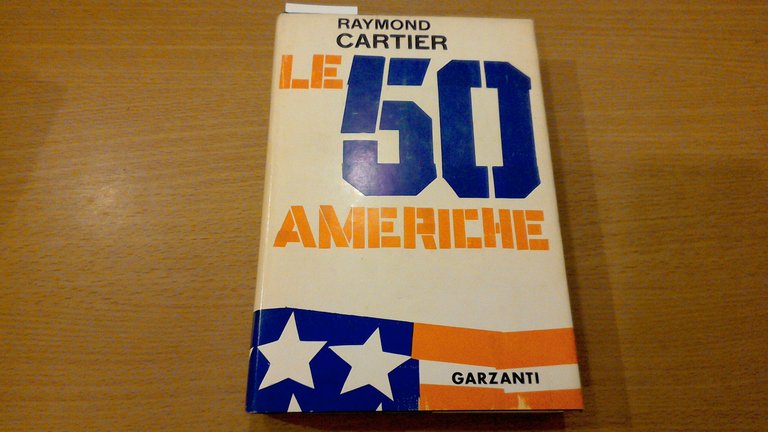 RAYMOND
CARTIER
LE 50
AMERICHE
GARZANTI